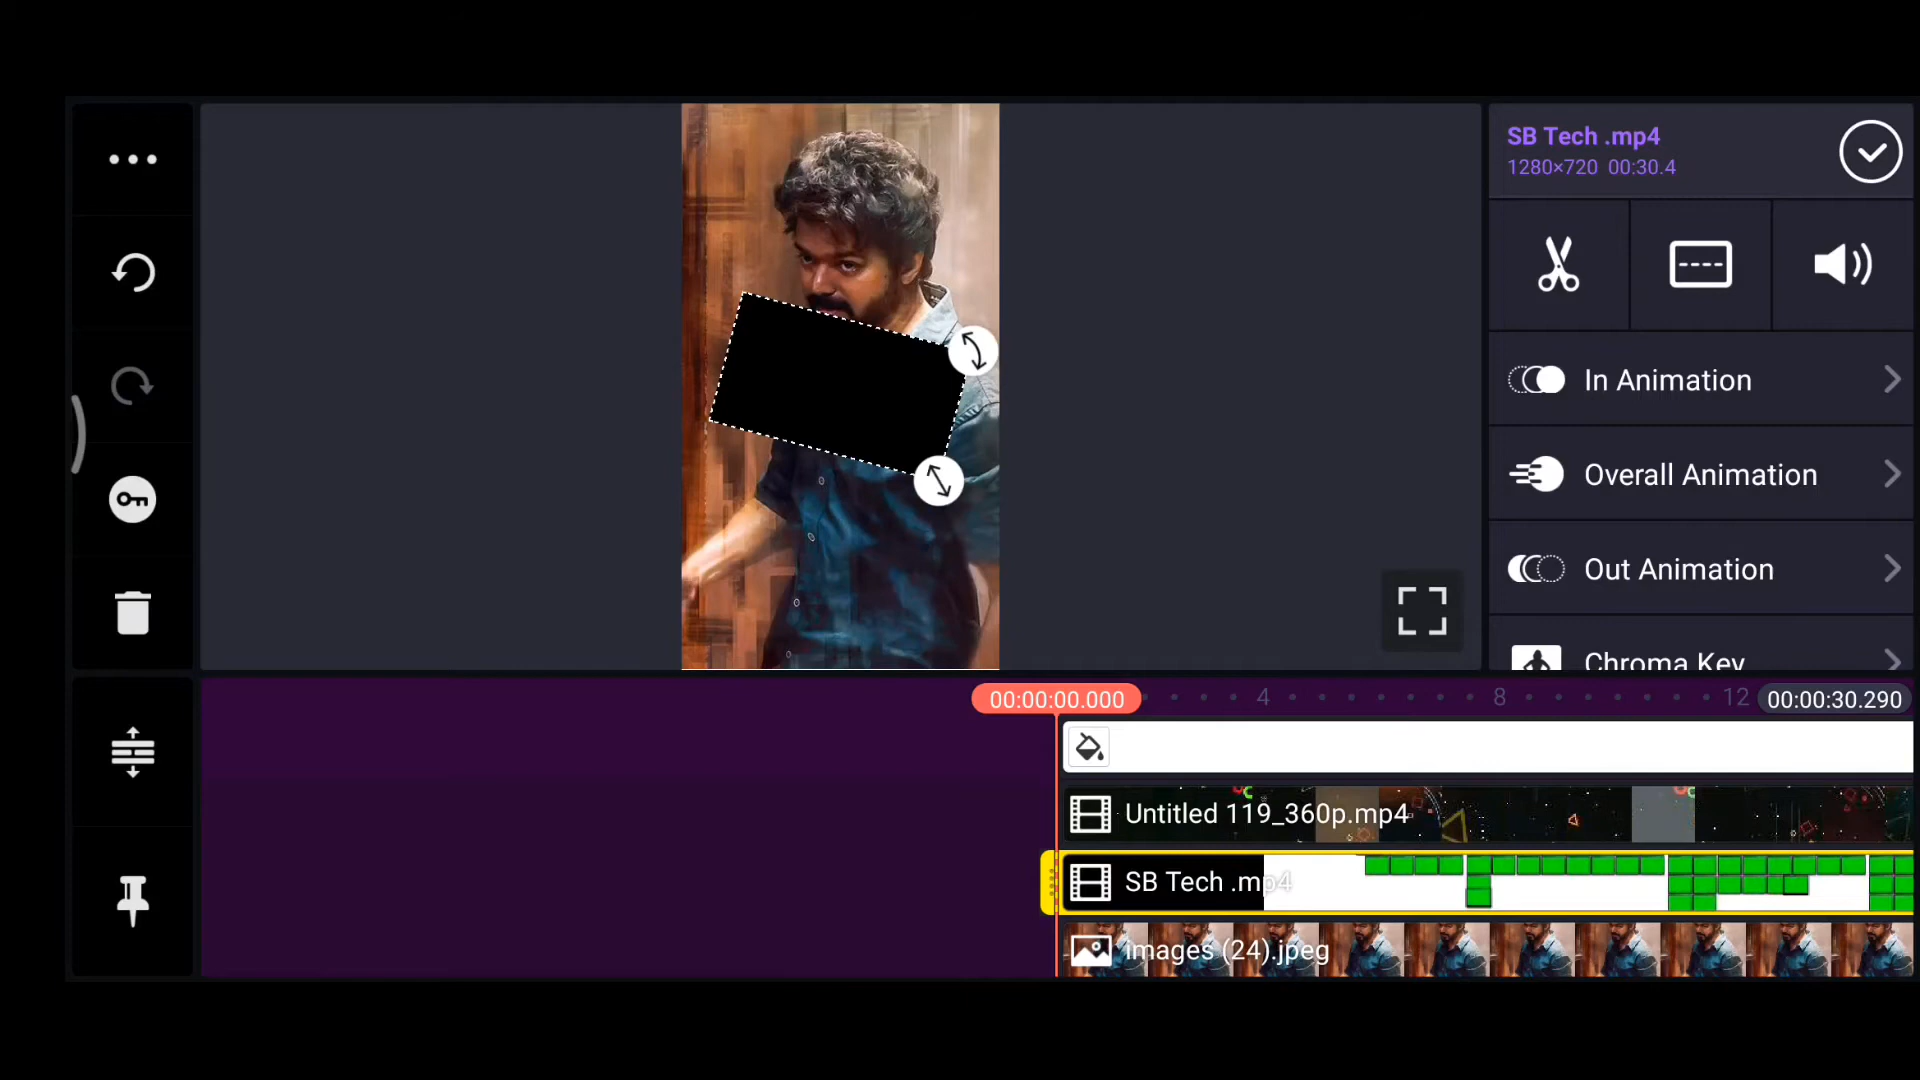 SB Tech .mp4
1280×720 00:30.4
In Animation
Overall Animation
Out Animation
Chroma Key
00:00:00.000 4 8 12 00:00:30.290
Untitled 119_360p.mp4
SB Tech .mp4
images (24).jpeg